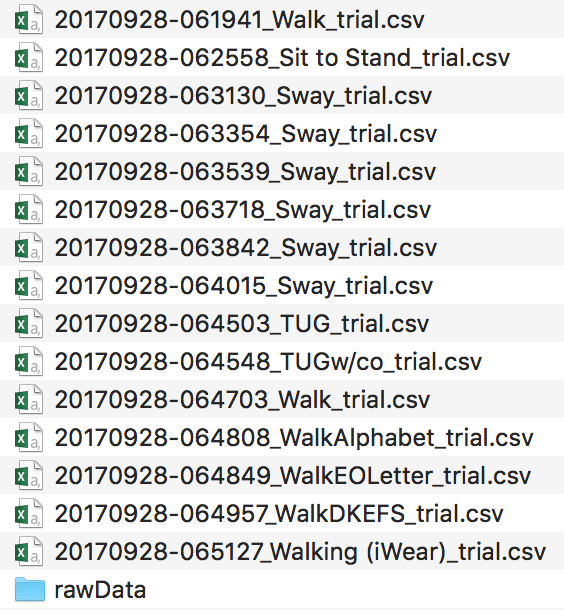 20170928-061941_Walk_trial.csv
20170928-062558_Sit to Stand_trial.csv
20170928-063130_Sway_trial.csv
20170928-063354_Sway_trial.csv
20170928-063539_Sway_trial.csv
20170928-063718_Sway_trial.csv
20170928-063842_Sway_trial.csv
20170928-064015_Sway_trial.csv
20170928-064503_TUG_trial.csv
20170928-064548_TUGw/co_trial.csv
20170928-064703_Walk_trial.csv
20170928-064808_WalkAlphabet_trial.csv
20170928-064849_WalkEOLetter_trial.csv
20170928-064957_WalkDKEFS_trial.csv
20170928-065127_Walking (iWear)_trial.csv
rawData